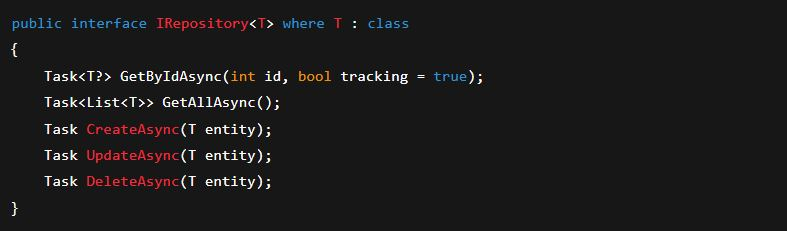 public interface IRepository<T> where T : class
{
    Task<T?> GetByIdAsync(int id, bool tracking = true);
    Task<List<T>> GetAllAsync();
    Task CreateAsync(T entity);
    Task UpdateAsync(T entity);
    Task DeleteAsync(T entity);
}